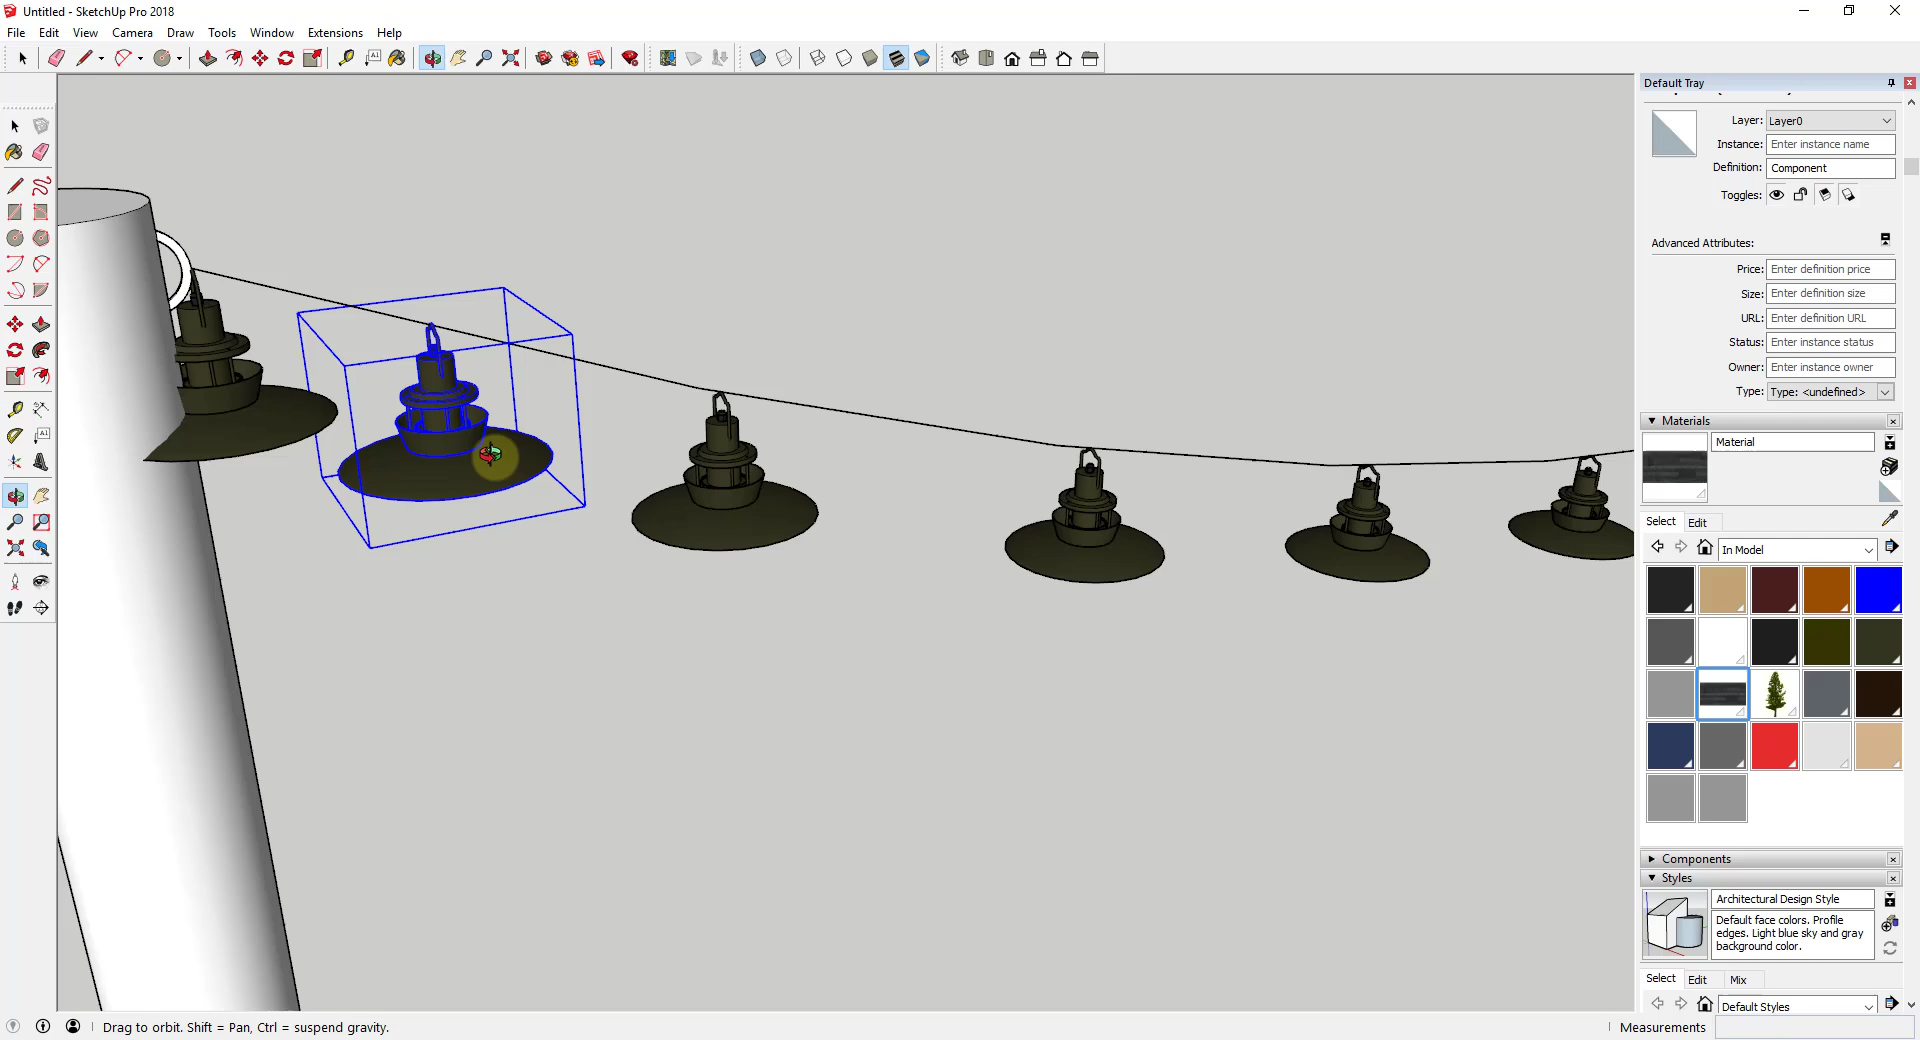 Untitled - SketchUp Pro 2018
File Edit View Camera Draw Tools Window Extensions Help
Default Tray
Layer: Layer0
Instance: Enter instance name
Definition: Component
Toggles:
Advanced Attributes:
Price: Enter definition price
Size: Enter definition size
URL: Enter definition URL
Status: Enter instance status
Owner: Enter instance owner
Type: Type: <undefined>
Materials
Material
Select Edit
In Model
Components
Styles
Architectural Design Style
Default face colors. Profile
edges. Light blue sky and gray
background color.
Select Edit Mix
Default Styles
Drag to orbit. Shift = Pan, Ctrl = suspend gravity.
Measurements